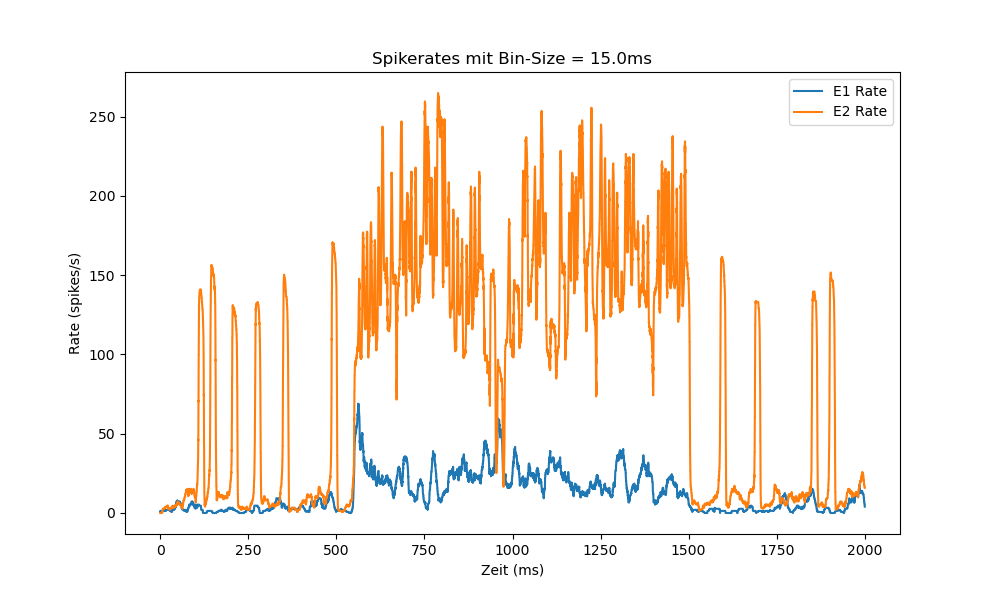 Spikerates mit Bin-Size = 15.0ms
E1 Rate
E2 Rate
Rate (spikes/s)
250
200
150
100
50
0
0 250 500 750 1000 1250 1500 1750 2000
Zeit (ms)